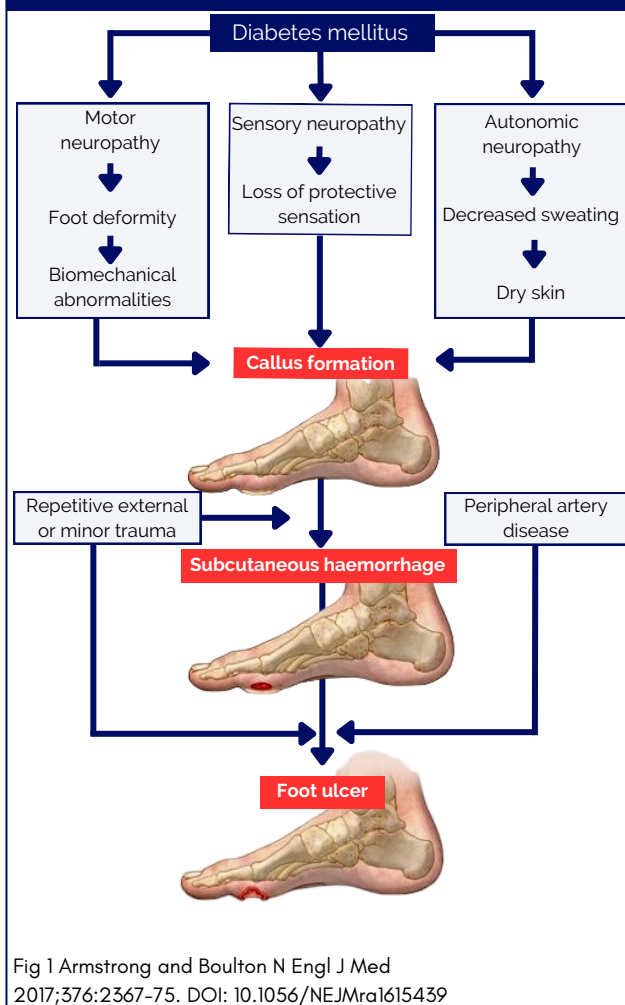 Diabetes mellitus
Motor
neuropathy
Foot deformity
Biomechanical
abnormalities
Sensory neuropathy
Loss of protective
sensation
Autonomic
neuropathy
Decreased sweating
Dry skin
Callus formation
Repetitive external
or minor trauma
Peripheral artery
disease
Subcutaneous haemorrhage
Foot ulcer
Fig 1 Armstrong and Boulton N Engl J Med
2017;376:2367-75. DOI: 10.1056/NEJMra1615439